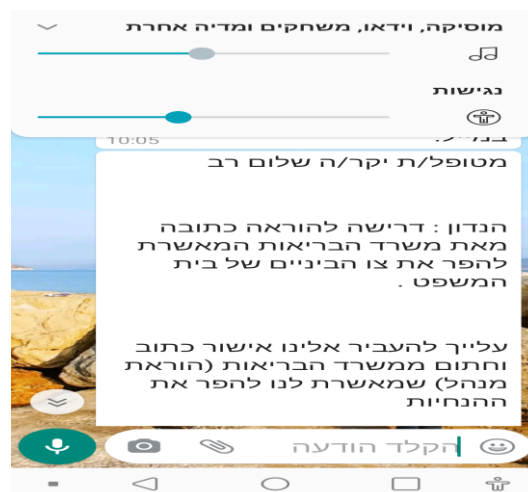 מוסיקה, וידאו, משחקים ומדיה אחרת
נגישות
10:05
מטופל/ת יקר/ה שלום רב
הנדון : דרישה להוראה כתובה
מאת משרד הבריאות המאשרת
להפר את צו הביניים של בית
המשפט .
עלייך להעביר אלינו אישור כתוב
וחתום ממשרד הבריאות (הוראת
מנהל) שמאשרת לנו להפר את
ההנחיות
הקלד הודעה